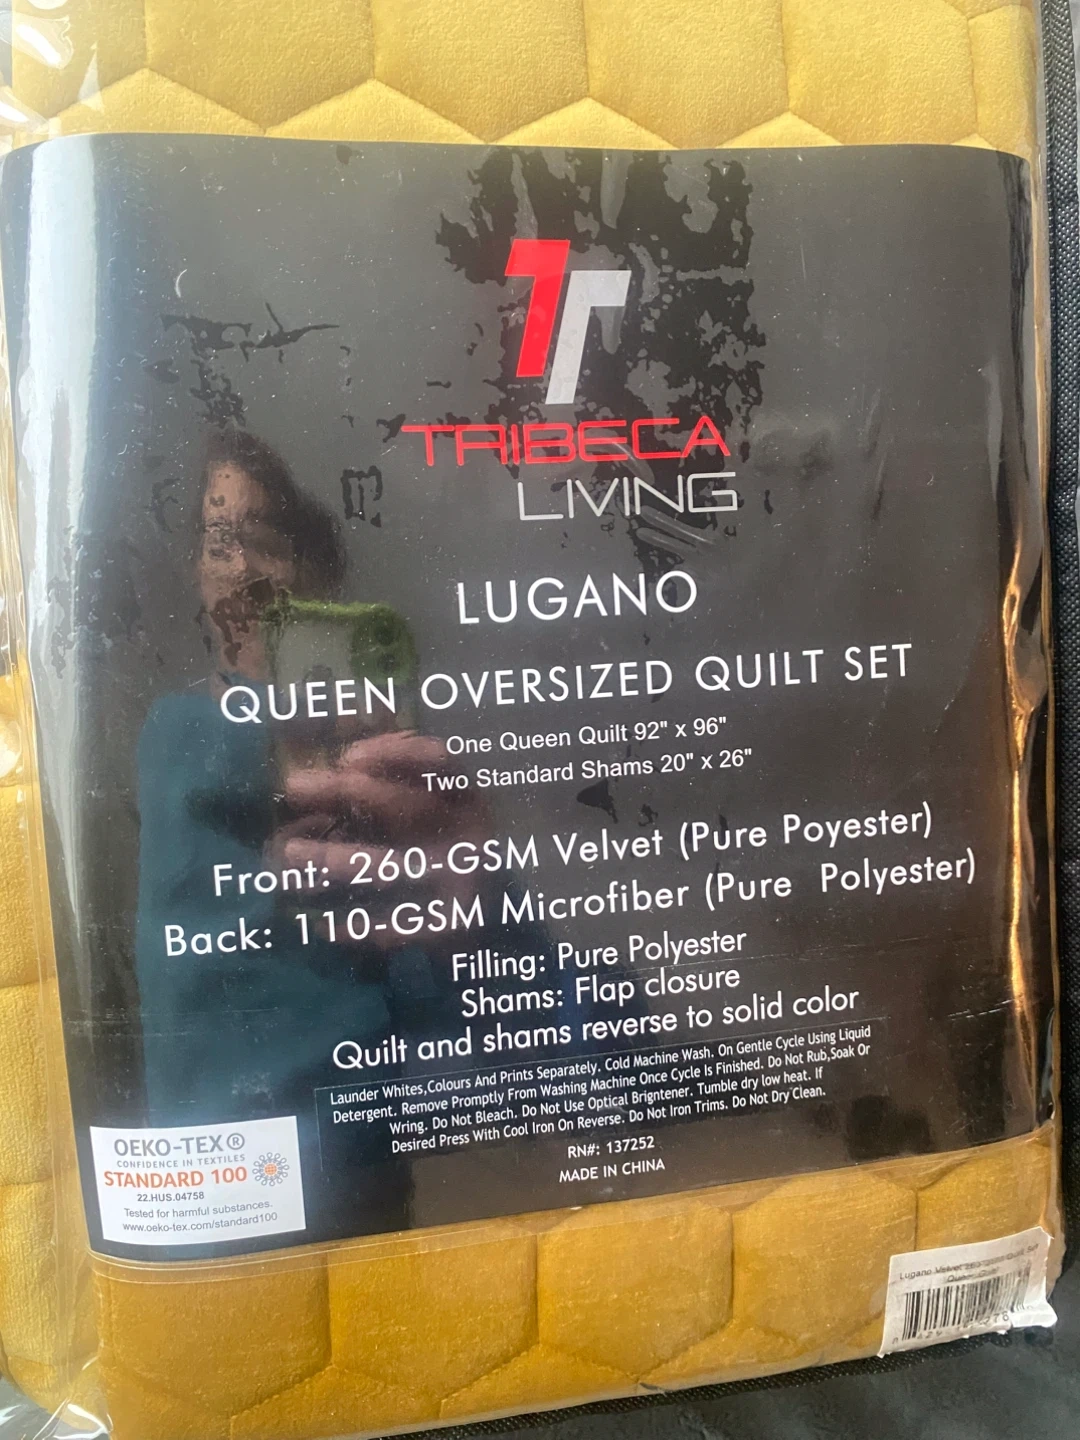 TRIBECA
LIVING
LUGANO
QUEEN OVERSIZED QUILT SET
One Queen Quilt 92" x 96"
Two Standard Shams 20" x 26"
Front: 260-GSM Velvet (Pure Poyester)
Back: 110-GSM Microfiber (Pure Polyester)
Filling: Pure Polyester
Shams: Flap closure
Quilt and shams reverse to solid color
Launder Whites,Colours And Prints Separately. Cold Machine Wash. On Gentle Cycle Using Liquid
Detergent. Remove Promptly From Washing Machine Once Cycle Is Finished. Do Not Rub,Soak Or
Wring. Do Not Bleach. Do Not Use Optical Brigntener. Tumble dry low heat. If
Desired Press With Cool Iron On Reverse. Do Not Iron Trims. Do Not Dry Clean.
RN#: 137252
MADE IN CHINA
OEKO-TEX®
CONFIDENCE IN TEXTILES
STANDARD 100
22.HUS.04758
Tested for harmful substances.
www.oeko-tex.com/standard100
Lugano Velvet Quilt Set